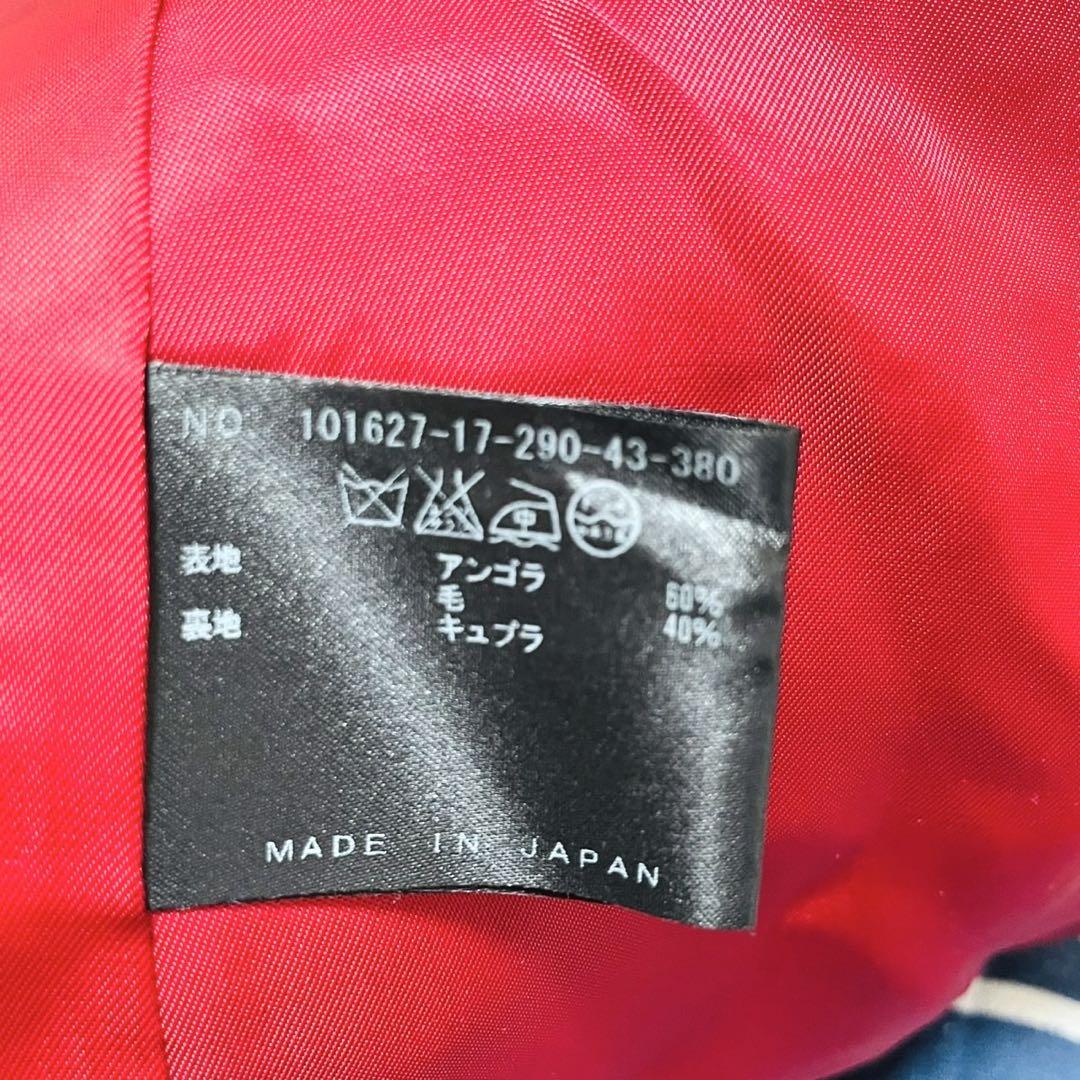 NO. 101627-17-290-43-380
中
表地 アンゴラ 60%
毛 40%
裏地 キュプラ
MADE IN JAPAN